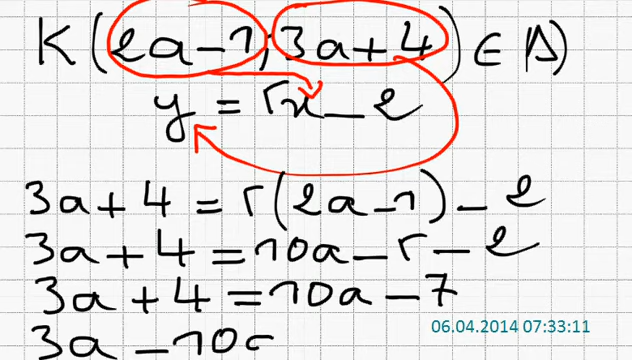 K(2a-1; 3a+4) ∈ (Δ)
y = 5x - 2
3a+4 = 5(2a-1) - 2
3a+4 = 10a - 5 - 2
3a+4 = 10a - 7
06.04.2014 07:33:11
3a - 10a